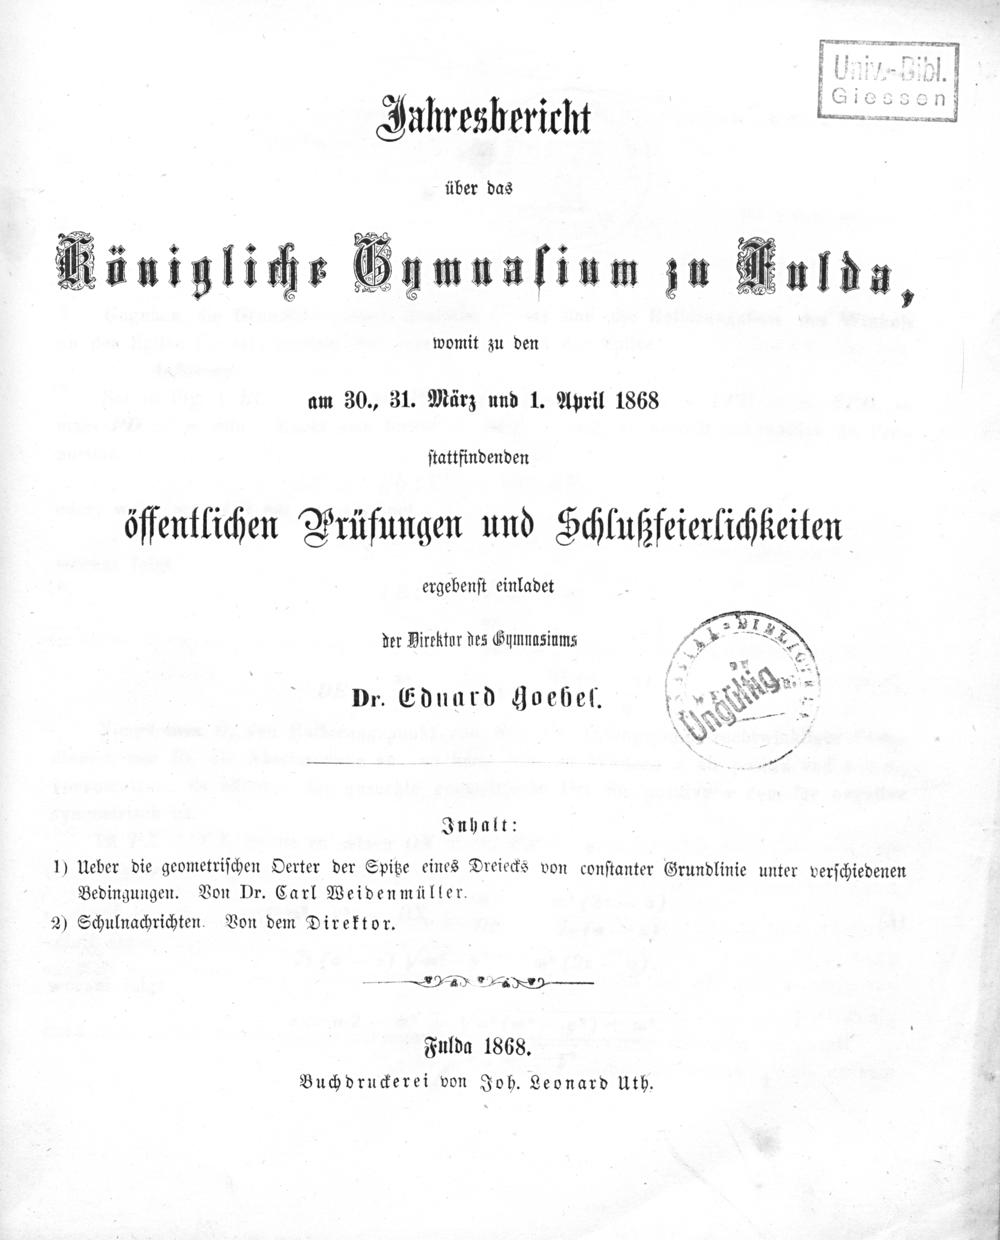 Univ.-Bibl.
Giessen
Jahresbericht
über das
Königliche Gymnasium zu Fulda,
womit zu den
am 30., 31. März und 1. April 1868
stattfindenden
öffentlichen Prüfungen und Schlußfeierlichkeiten
ergebenst einladet
der Direktor des Gymnasiums
Dr. Eduard Goebel.
Ungültig
Inhalt:
1) Ueber die geometrischen Oerter der Spitze eines Dreiecks von constanter Grundlinie unter verschiedenen
Bedingungen. Von Dr. Carl Weidenmüller.
2) Schulnachrichten. Von dem Direktor.
Fulda 1868.
Buchdruckerei von Joh. Leonard Uth.